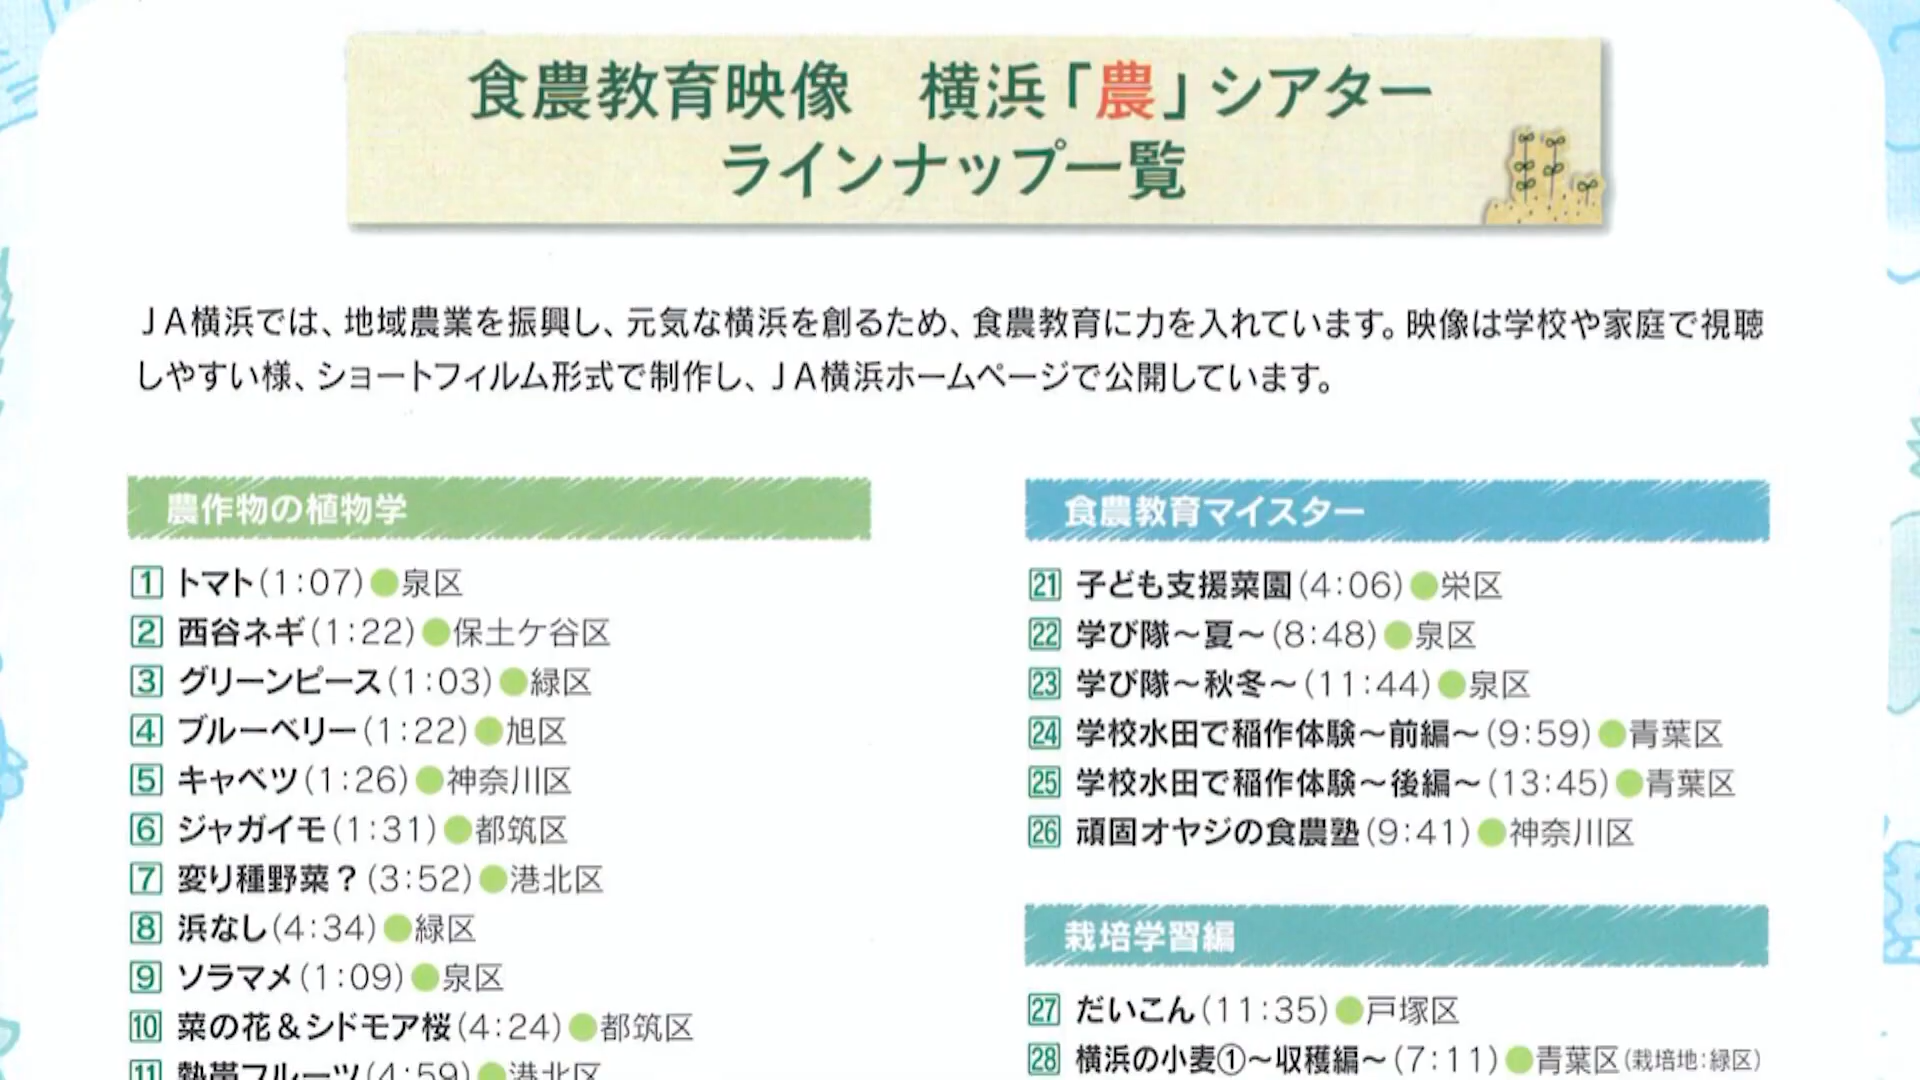 食農教育映像　横浜「農」シアター
ラインナップ一覧
ＪＡ横浜では、地域農業を振興し、元気な横浜を創るため、食農教育に力を入れています。映像は学校や家庭で視聴
しやすい様、ショートフィルム形式で制作し、ＪＡ横浜ホームページで公開しています。
農作物の植物学
1 トマト(1:07)●泉区
2 西谷ネギ(1:22)●保土ケ谷区
3 グリーンピース(1:03)●緑区
4 ブルーベリー(1:22)●旭区
5 キャベツ(1:26)●神奈川区
6 ジャガイモ(1:31)●都筑区
7 変り種野菜？(3:52)●港北区
8 浜なし(4:34)●緑区
9 ソラマメ(1:09)●泉区
10 菜の花＆シドモア桜(4:24)●都筑区
11 熱帯フルーツ(4:59)●港北区
食農教育マイスター
21 子ども支援菜園(4:06)●栄区
22 学び隊～夏～(8:48)●泉区
23 学び隊～秋冬～(11:44)●泉区
24 学校水田で稲作体験～前編～(9:59)●青葉区
25 学校水田で稲作体験～後編～(13:45)●青葉区
26 頑固オヤジの食農塾(9:41)●神奈川区
栽培学習編
27 だいこん(11:35)●戸塚区
28 横浜の小麦①～収穫編～(7:11)●青葉区(栽培地:緑区)